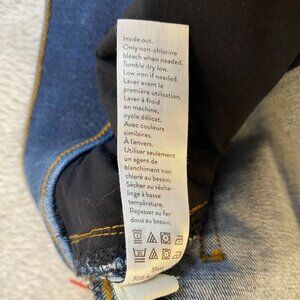 Inside out.
Only non-chlorine
bleach when needed.
Tumble dry low.
Low iron if needed.
Laver avant la
première utilisation.
Laver à froid
en machine,
cycle délicat.
Avec couleurs
similaires.
À l'envers.
Utiliser seulement
un agent de
blanchiment non
chloré au besoin.
Sécher au sèche-
linge à basse
température.
Repasser au fer
doux au besoin.